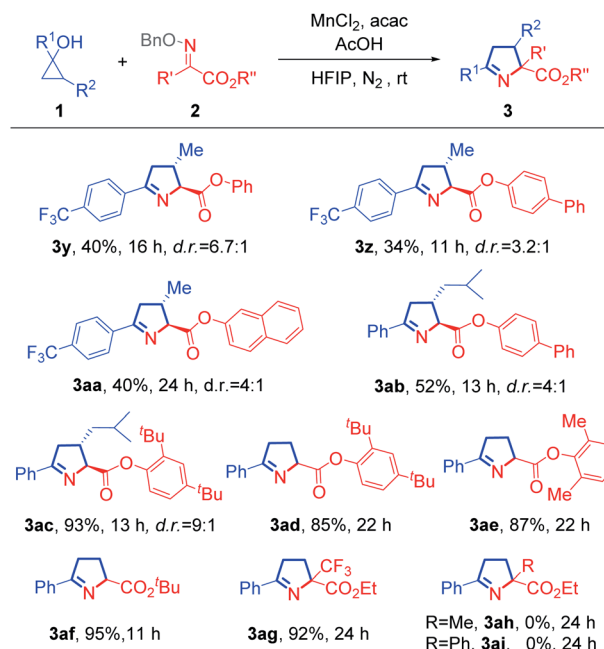 R¹ OH
R²
1
+
BnO
N
R'
CO₂R''
2
MnCl₂, acac
AcOH
HFIP, N₂ , rt
R²
R'
R¹
N
CO₂R''
3
Me
O
Ph
N
O
F₃C
3y, 40%, 16 h, d.r.=6.7:1
Me
O
N
O
Ph
F₃C
3z, 34%, 11 h, d.r.=3.2:1
Me
O
N
O
F₃C
3aa, 40%, 24 h, d.r.=4:1
Ph
N
O
O
Ph
3ab, 52%, 13 h, d.r.=4:1
ᵗBu
Ph
N
O
O
ᵗBu
3ac, 93%, 13 h, d.r.=9:1
ᵗBu
Ph
N
O
O
ᵗBu
3ad, 85%, 22 h
Me
Ph
N
O
O
Me
3ae, 87%, 22 h
Ph
N
CO₂ᵗBu
3af, 95%,11 h
CF₃
Ph
N
CO₂Et
3ag, 92%, 24 h
R
Ph
N
CO₂Et
R=Me, 3ah, 0%, 24 h
R=Ph, 3ai, 0%, 24 h